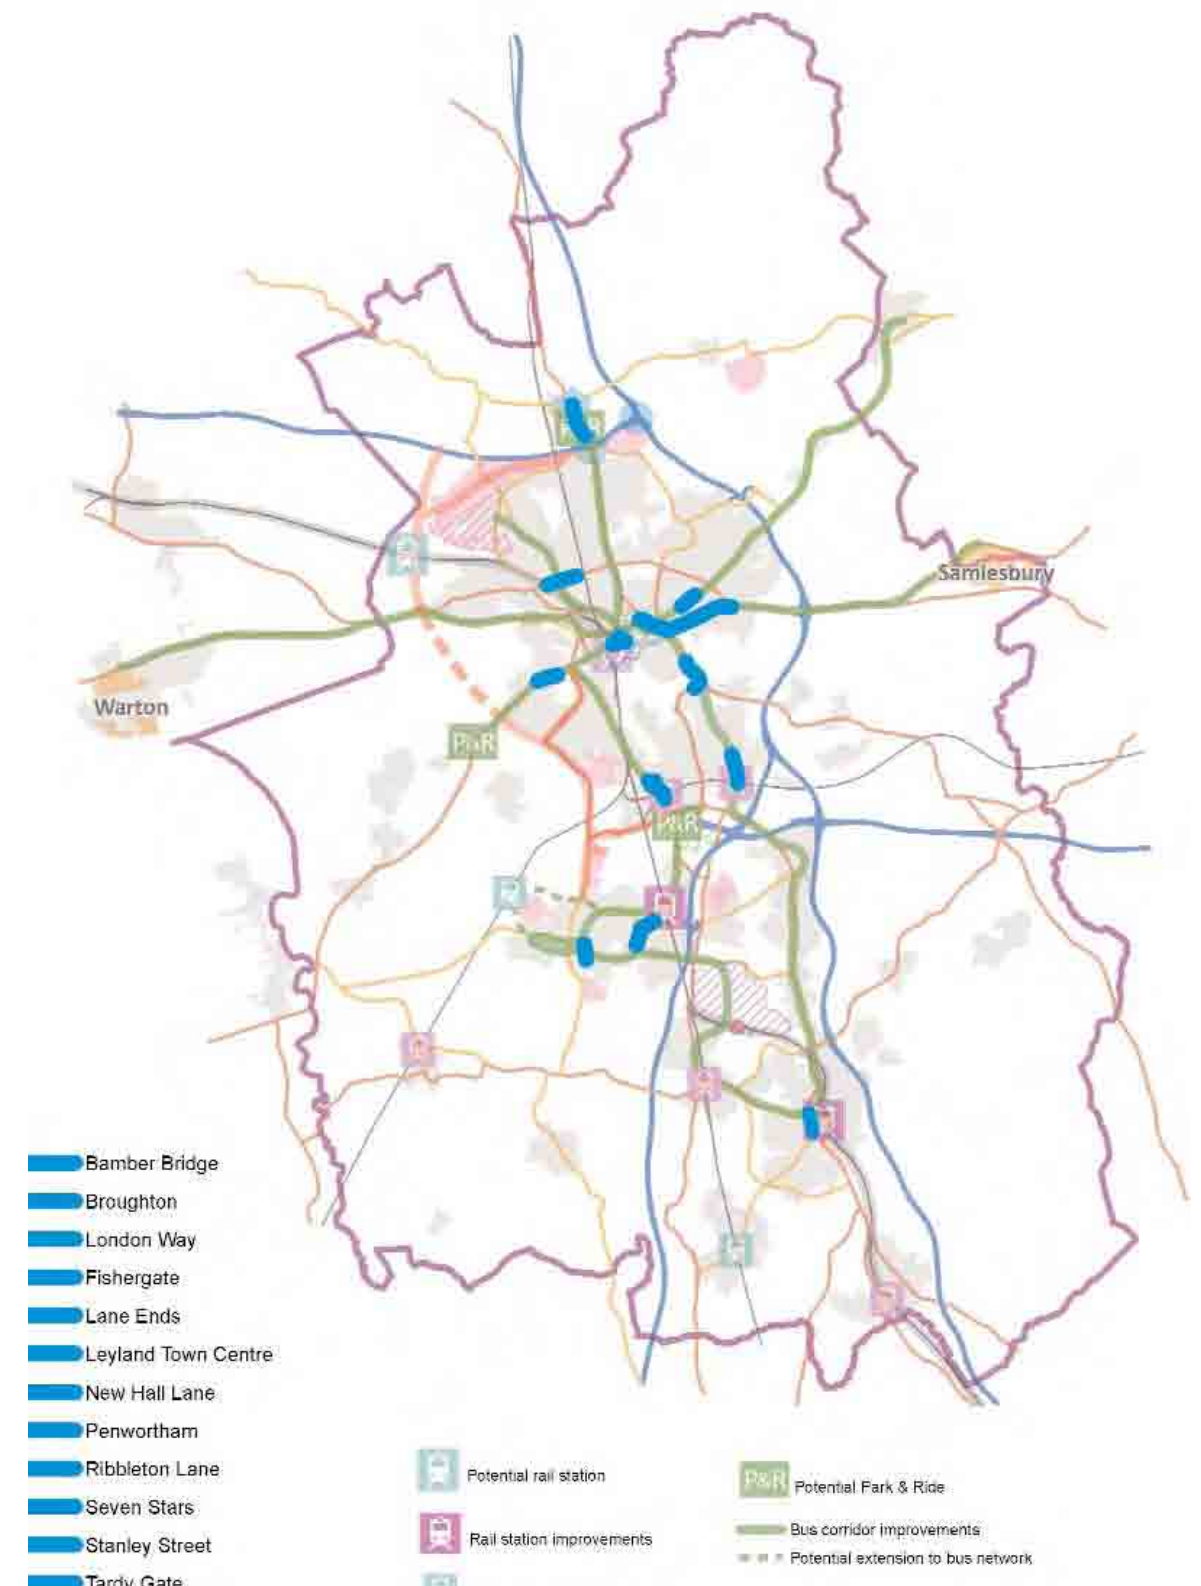 P&R
Samlesbury
Warton
P&R
P&R
Bamber Bridge
Broughton
London Way
Fishergate
Lane Ends
Leyland Town Centre
New Hall Lane
Penwortham
Ribbleton Lane
Seven Stars
Stanley Street
Tardy Gate
Potential rail station
Rail station improvements
P&R Potential Park & Ride
Bus corridor improvements
Potential extension to bus network